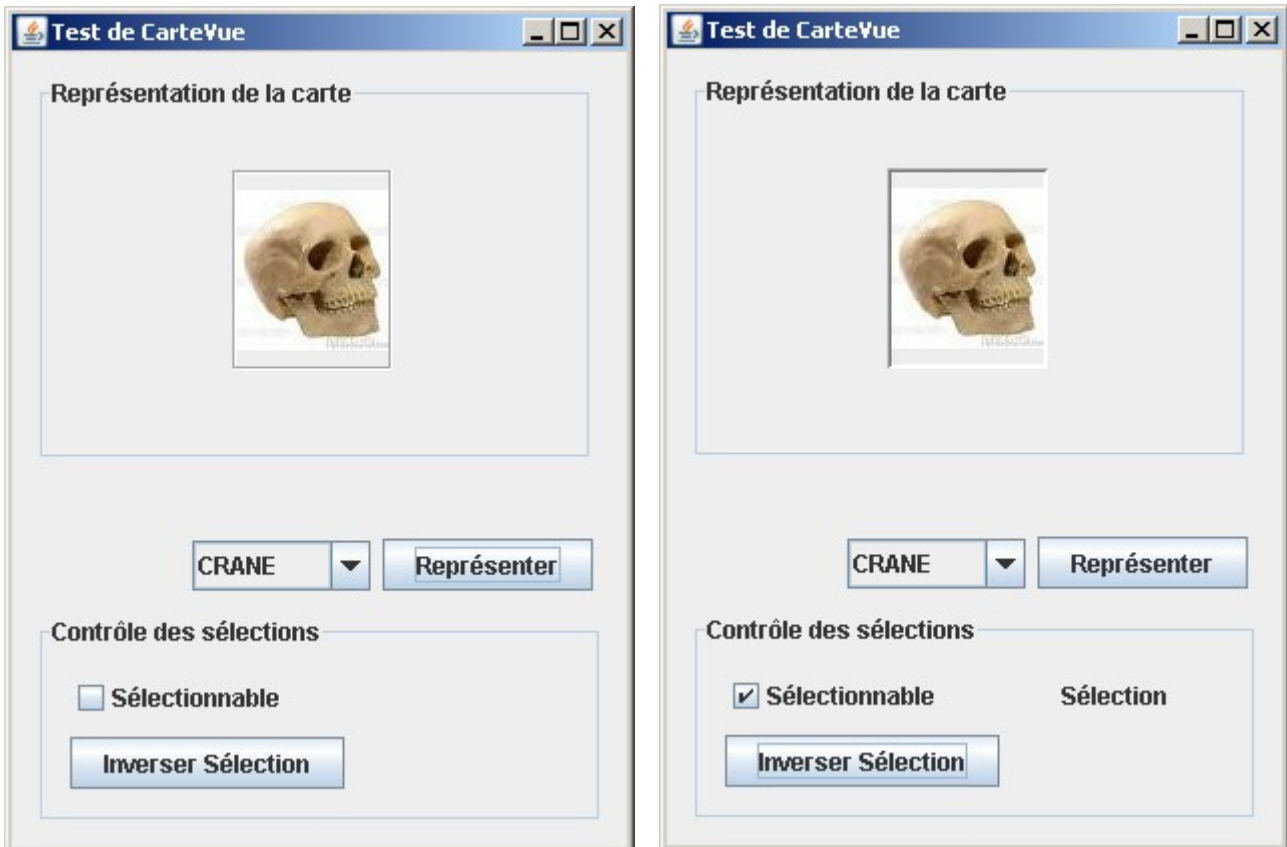 Test de CarteVue
Représentation de la carte
CRANE
Représenter
Contrôle des sélections
Sélectionnable
Inverser Sélection
Test de CarteVue
Représentation de la carte
CRANE
Représenter
Contrôle des sélections
Sélectionnable Sélection
Inverser Sélection